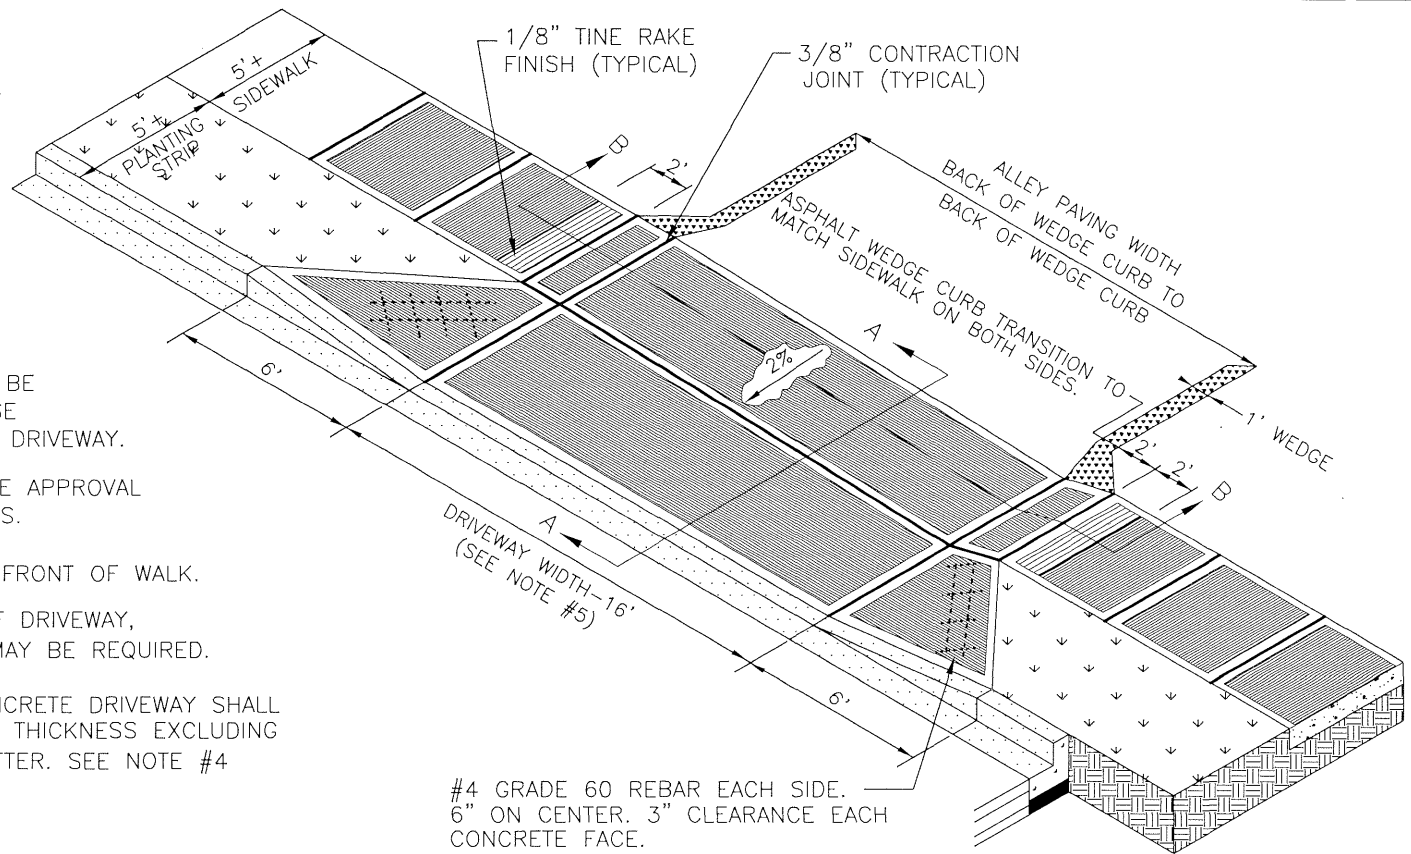 1/8" TINE RAKE
FINISH (TYPICAL)
3/8" CONTRACTION
JOINT (TYPICAL)
5'+
SIDEWALK
5'+
PLANTING
STRIP
B
2'
ALLEY PAVING WIDTH
BACK OF WEDGE CURB TO
BACK OF WEDGE CURB
ASPHALT WEDGE CURB TRANSITION TO
MATCH SIDEWALK ON BOTH SIDES.
A
2%
6'
1' WEDGE
2'
2'
B
A
DRIVEWAY WIDTH-16'
(SEE NOTE #5)
6'
BE
GE
DRIVEWAY.
E APPROVAL
S.
FRONT OF WALK.
F DRIVEWAY,
MAY BE REQUIRED.
NCRETE DRIVEWAY SHALL
THICKNESS EXCLUDING
TTER. SEE NOTE #4
#4 GRADE 60 REBAR EACH SIDE.
6" ON CENTER. 3" CLEARANCE EACH
CONCRETE FACE.